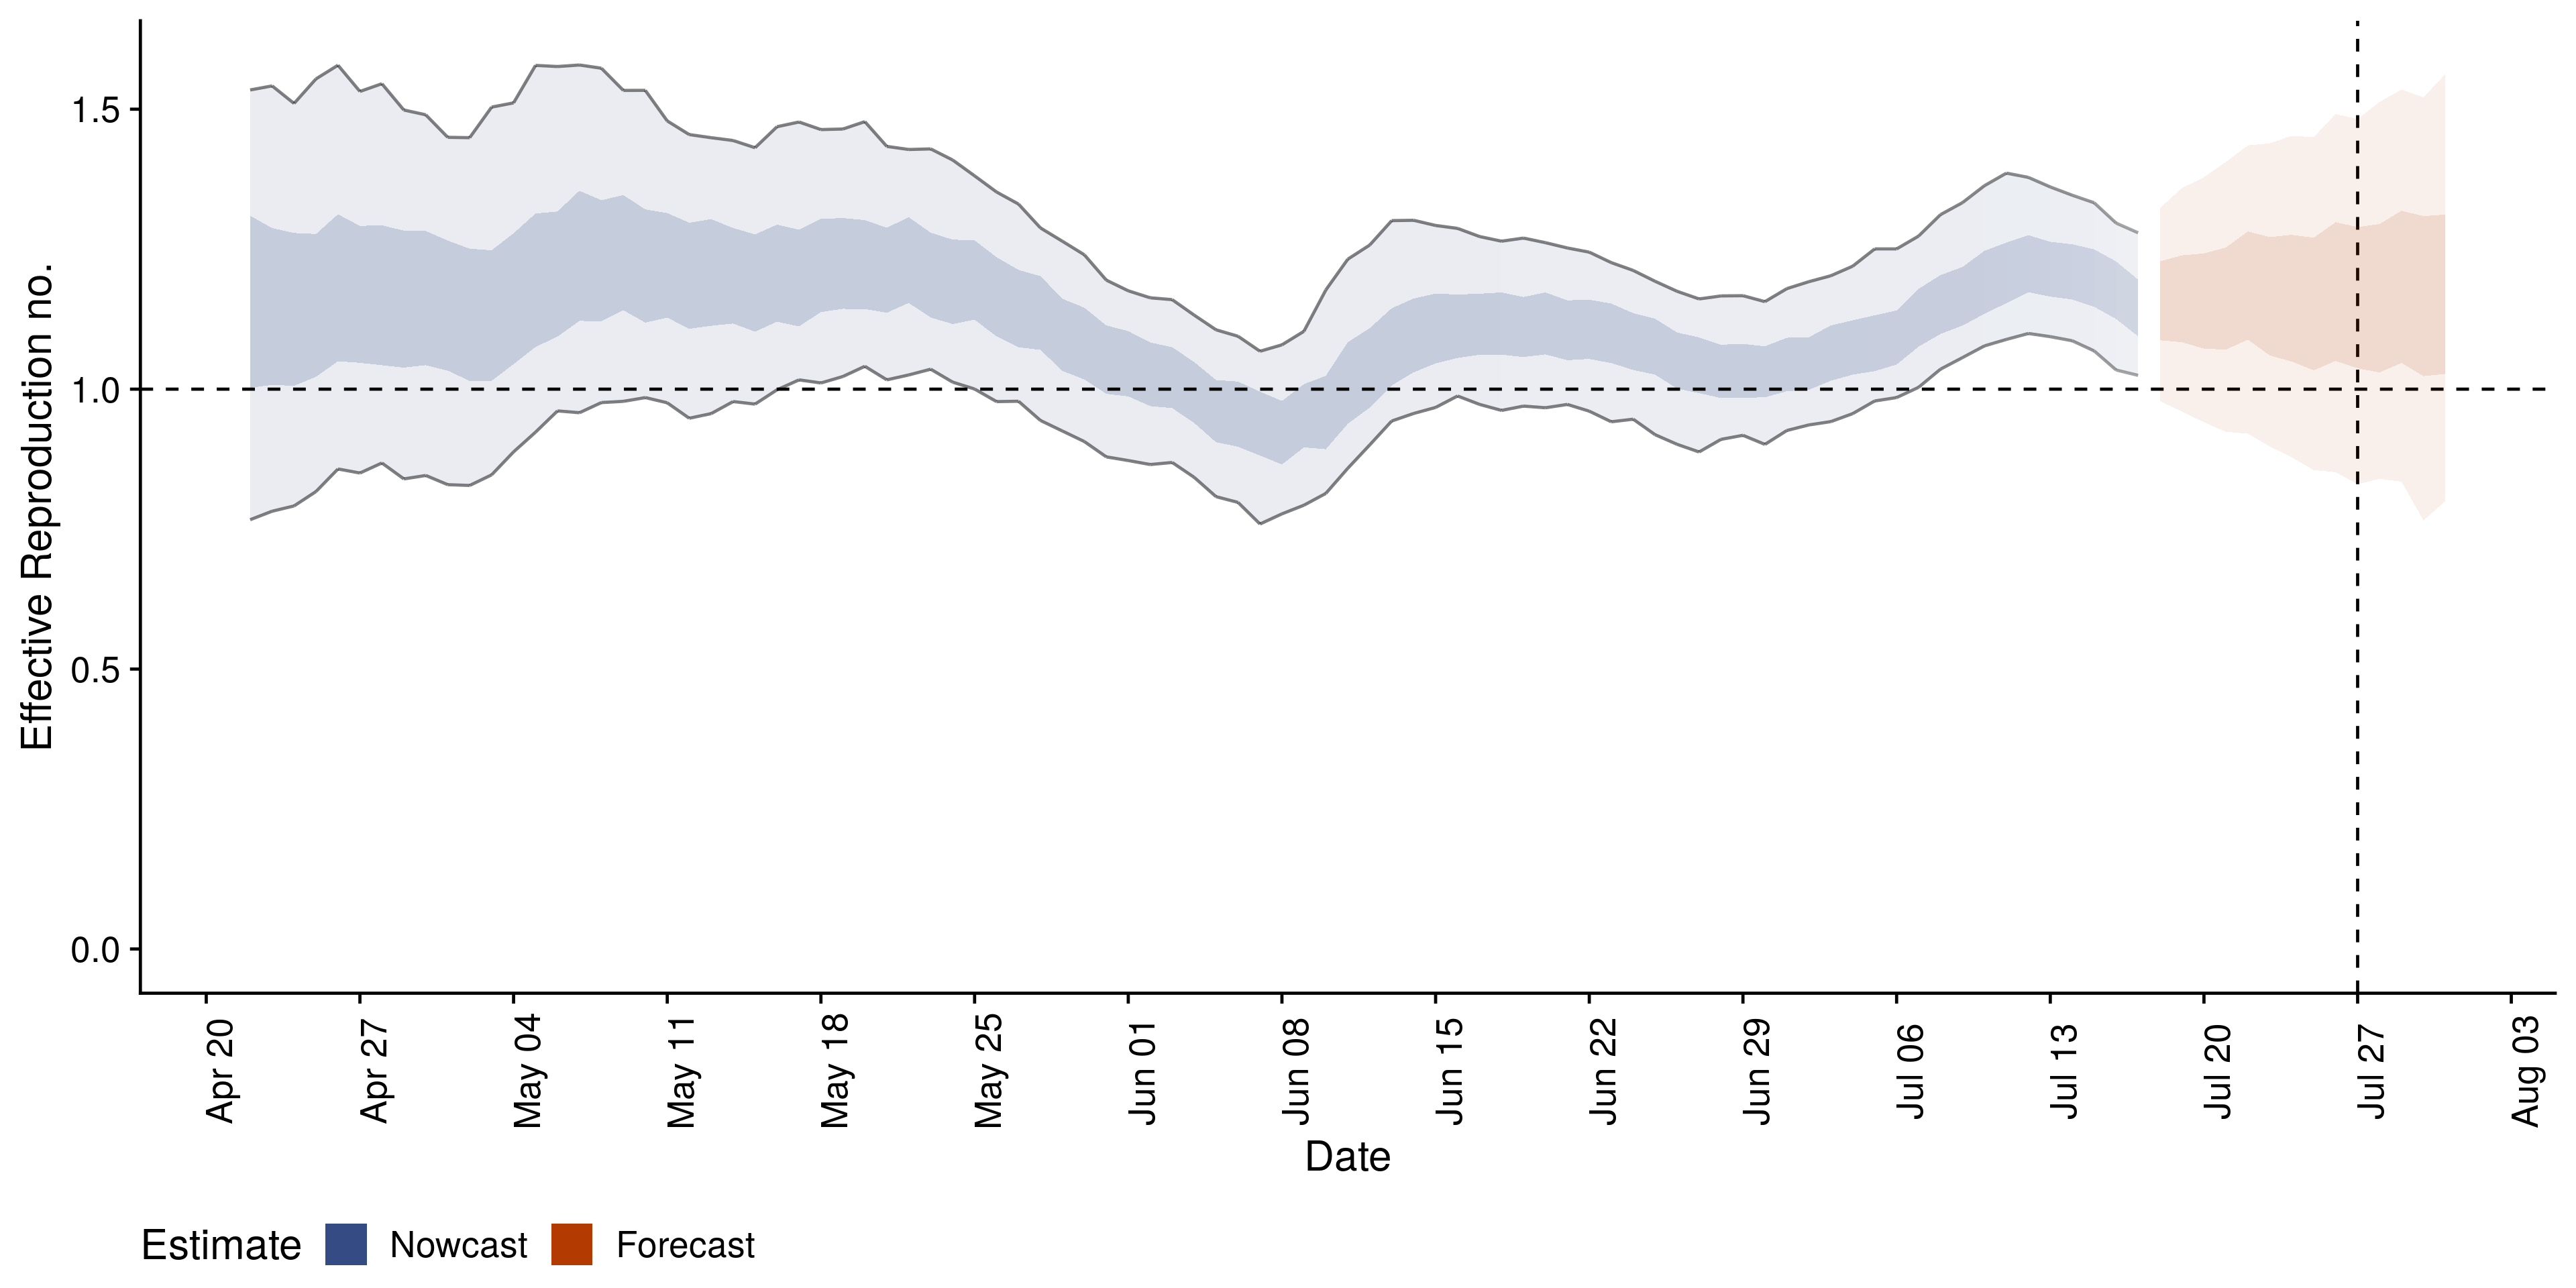 Effective Reproduction no.
1.5
1.0
0.5
0.0
Apr 20
Apr 27
May 04
May 11
May 18
May 25
Jun 01
Jun 08
Jun 15
Jun 22
Jun 29
Jul 06
Jul 13
Jul 20
Jul 27
Aug 03
Date
Estimate Nowcast Forecast